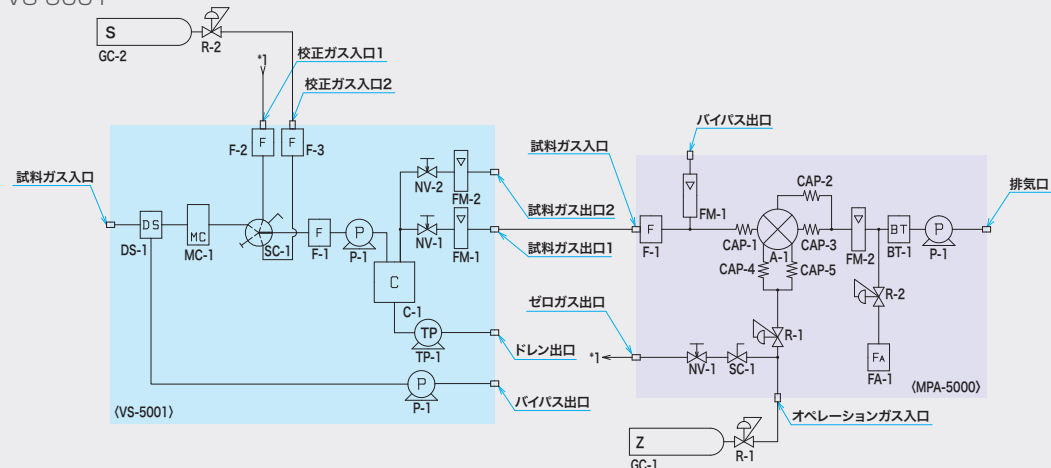 VS-5001
S
GC-2
R-2
*1
校正ガス入口1
校正ガス入口2
F
F-2
F
F-3
試料ガス入口
DS
DS-1
MC
MC-1
SC-1
F
F-1
P
P-1
C
C-1
NV-2
FM-2
NV-1
FM-1
試料ガス出口2
試料ガス出口1
TP
TP-1
ドレン出口
P
P-1
バイパス出口
〈VS-5001〉
試料ガス入口
バイパス出口
排気口
F
F-1
FM-1
CAP-1
CAP-2
CAP-3
A-1
CAP-4
CAP-5
FM-2
BT
BT-1
P
P-1
R-2
FA
FA-1
R-1
ゼロガス出口
*1
NV-1
SC-1
〈MPA-5000〉
オペレーションガス入口
Z
GC-1
R-1